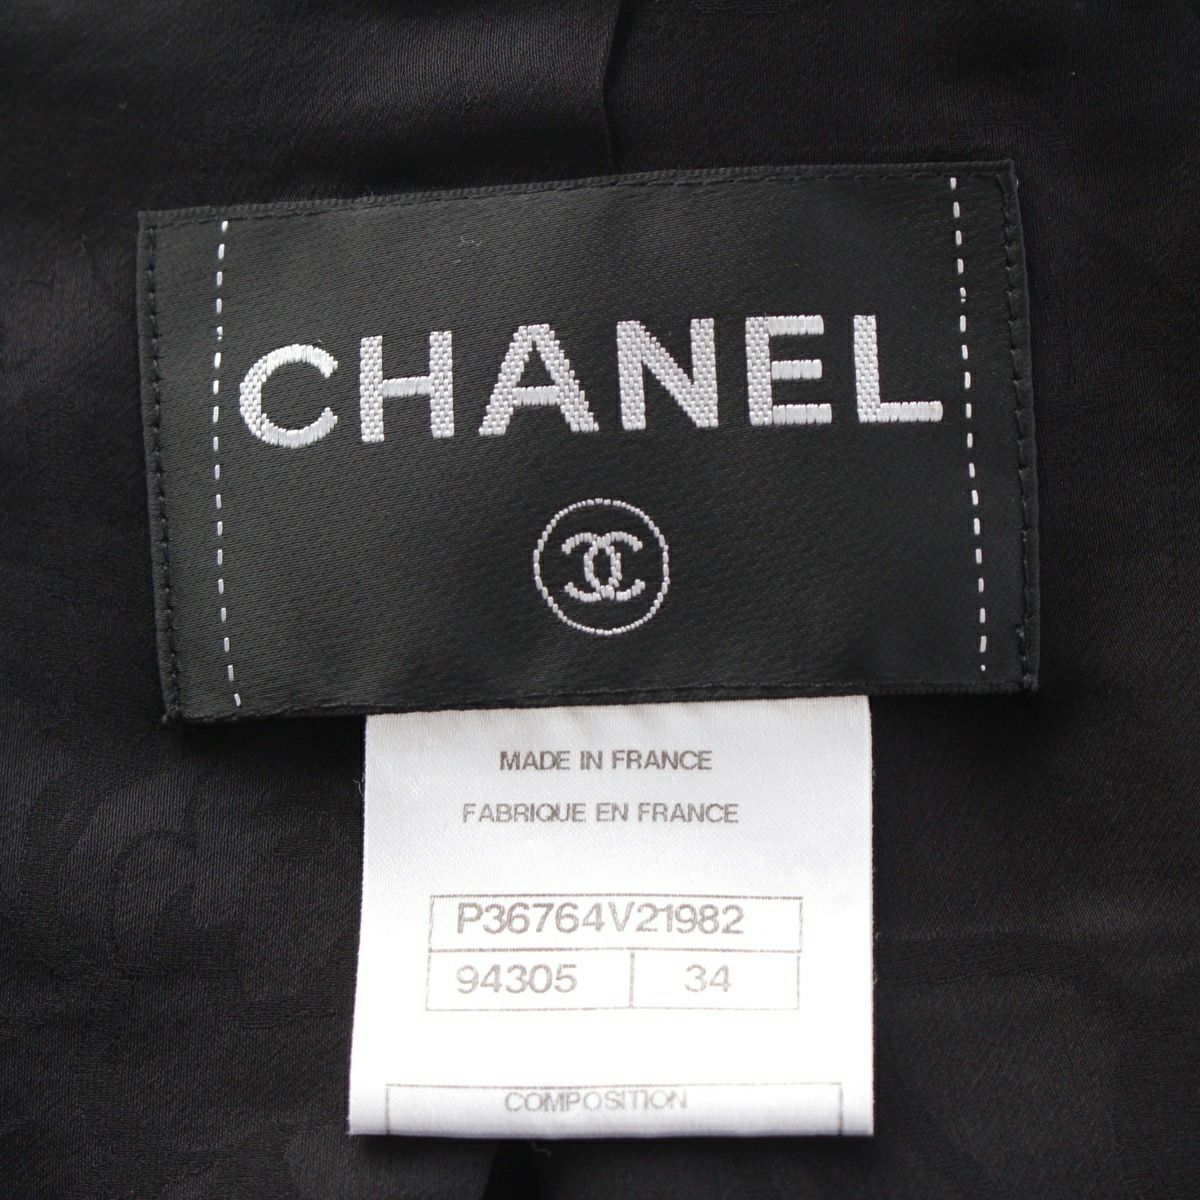 CHANEL
MADE IN FRANCE
FABRIQUE EN FRANCE
P36764V21982
94305 34
COMPOSITION